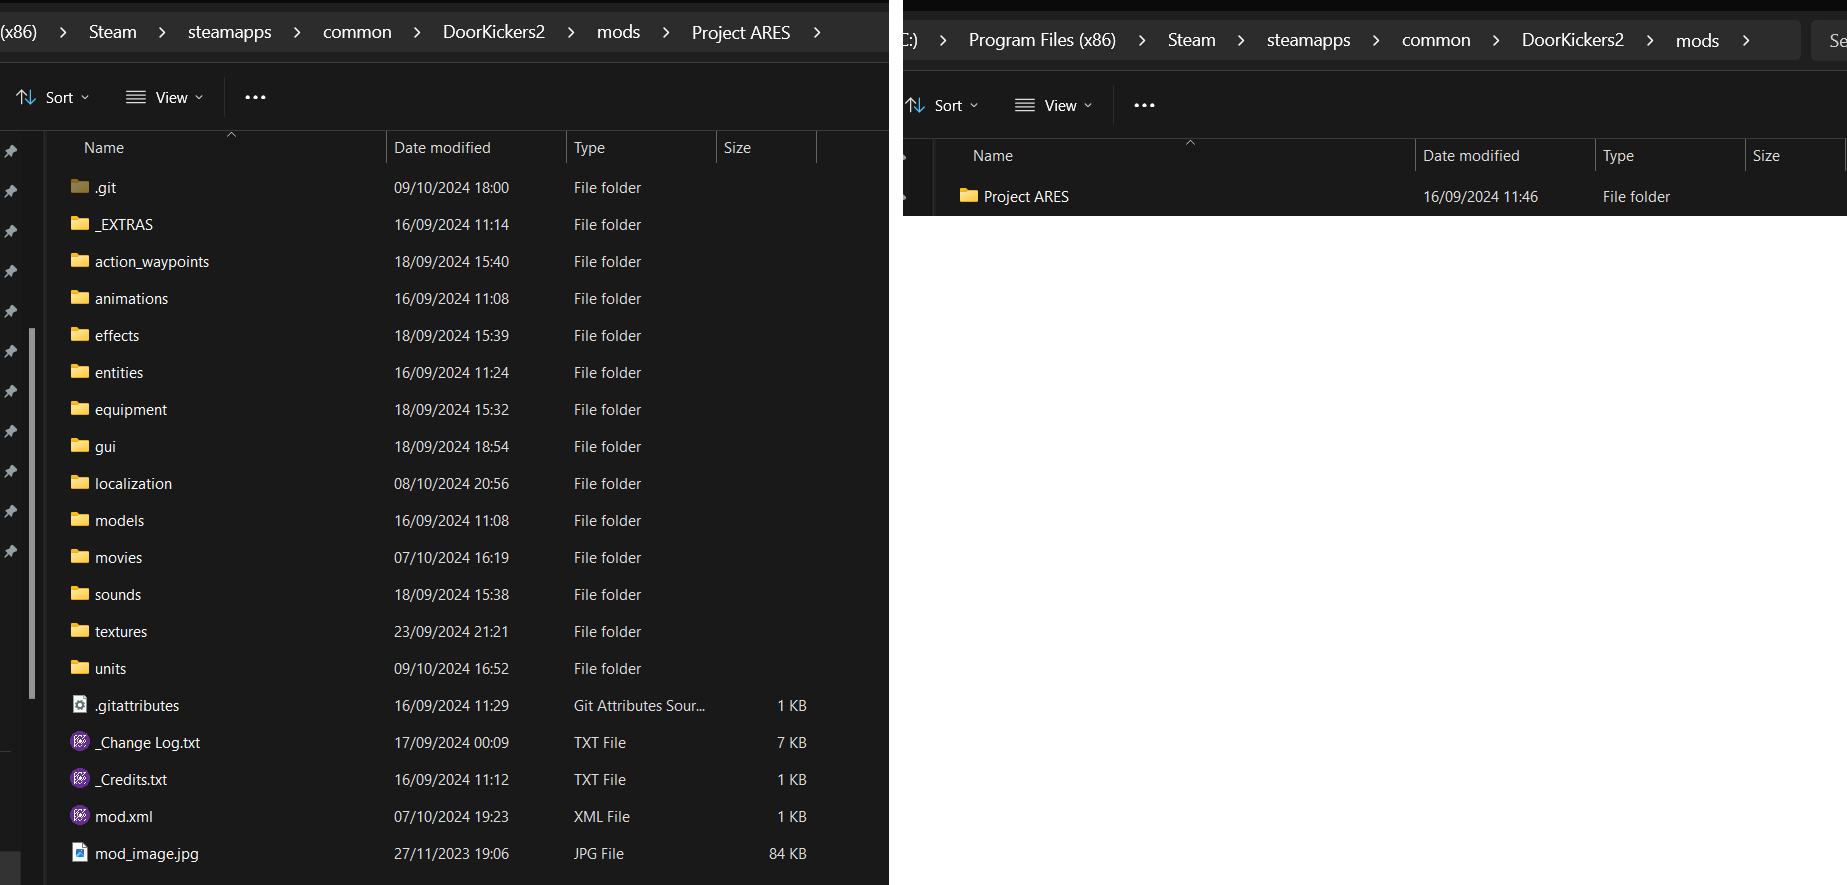 (x86) > Steam > steamapps > common > DoorKickers2 > mods > Project ARES >
Sort View •••
Name Date modified Type Size
.git 09/10/2024 18:00 File folder
_EXTRAS 16/09/2024 11:14 File folder
action_waypoints 18/09/2024 15:40 File folder
animations 16/09/2024 11:08 File folder
effects 18/09/2024 15:39 File folder
entities 16/09/2024 11:24 File folder
equipment 18/09/2024 15:32 File folder
gui 18/09/2024 18:54 File folder
localization 08/10/2024 20:56 File folder
models 16/09/2024 11:08 File folder
movies 07/10/2024 16:19 File folder
sounds 18/09/2024 15:38 File folder
textures 23/09/2024 21:21 File folder
units 09/10/2024 16:52 File folder
.gitattributes 16/09/2024 11:29 Git Attributes Sour... 1 KB
_Change Log.txt 17/09/2024 00:09 TXT File 7 KB
_Credits.txt 16/09/2024 11:12 TXT File 1 KB
mod.xml 07/10/2024 19:23 XML File 1 KB
mod_image.jpg 27/11/2023 19:06 JPG File 84 KB
C:) > Program Files (x86) > Steam > steamapps > common > DoorKickers2 > mods > Se
Sort View •••
Name Date modified Type Size
Project ARES 16/09/2024 11:46 File folder